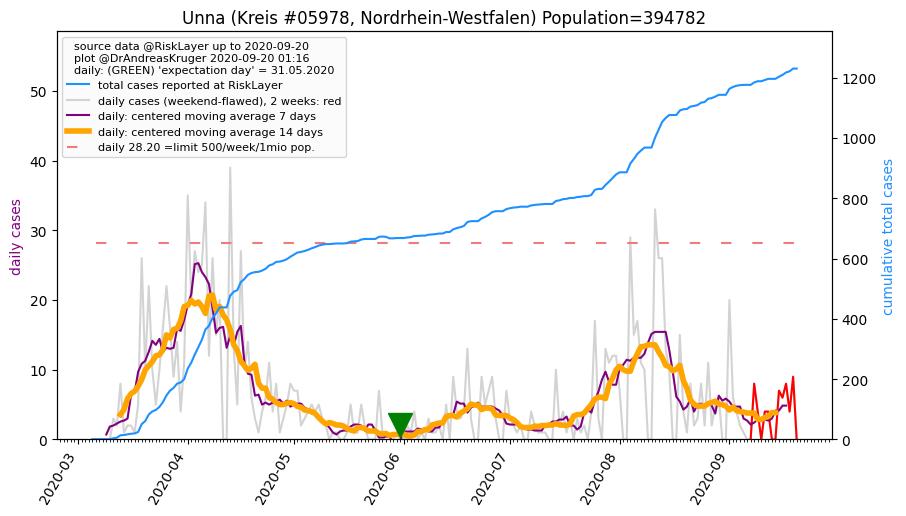 Unna (Kreis #05978, Nordrhein-Westfalen) Population=394782
source data @RiskLayer up to 2020-09-20
plot @DrAndreasKruger 2020-09-20 01:16
daily: (GREEN) 'expectation day' = 31.05.2020
total cases reported at RiskLayer
daily cases (weekend-flawed), 2 weeks: red
daily: centered moving average 7 days
daily: centered moving average 14 days
daily 28.20 =limit 500/week/1mio pop.
daily cases
50
40
30
20
10
0
cumulative total cases
1200
1000
800
600
400
200
0
2020-03
2020-04
2020-05
2020-06
2020-07
2020-08
2020-09